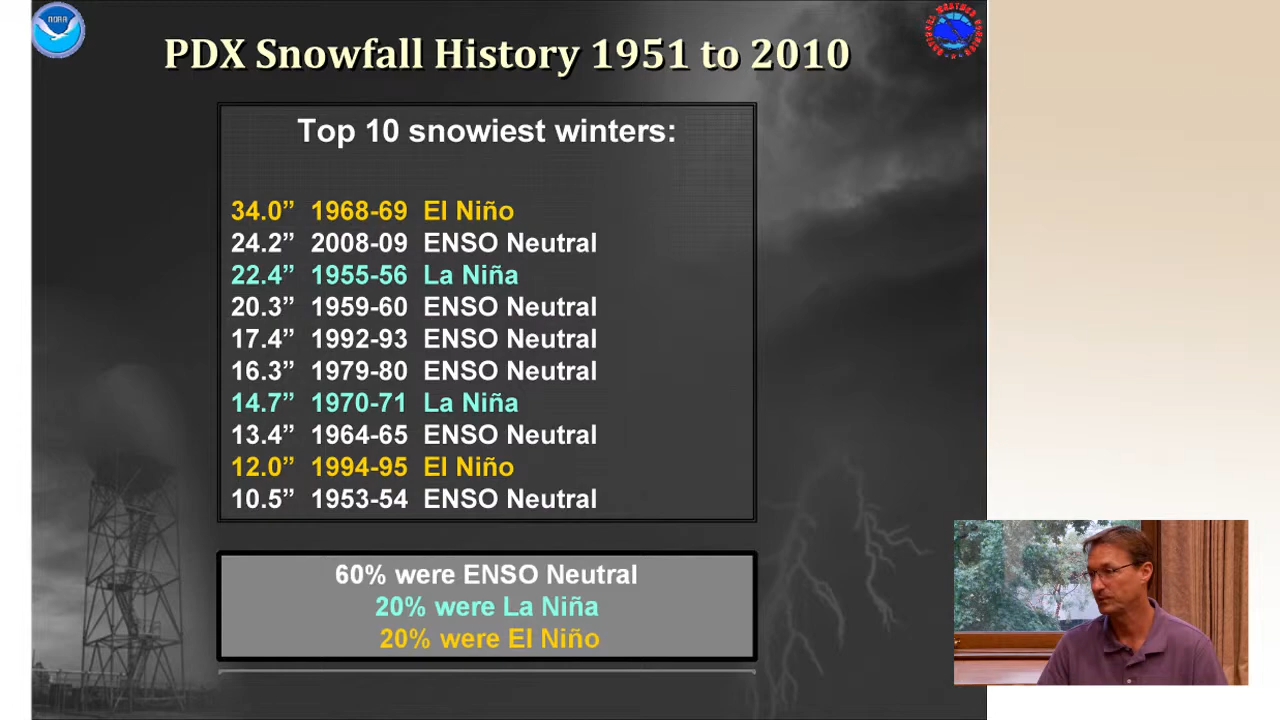 NOAA
PDX Snowfall History 1951 to 2010
NATIONAL WEATHER SERVICE
Top 10 snowiest winters:
34.0” 1968-69 El Niño
24.2” 2008-09 ENSO Neutral
22.4” 1955-56 La Niña
20.3” 1959-60 ENSO Neutral
17.4” 1992-93 ENSO Neutral
16.3” 1979-80 ENSO Neutral
14.7” 1970-71 La Niña
13.4” 1964-65 ENSO Neutral
12.0” 1994-95 El Niño
10.5” 1953-54 ENSO Neutral
60% were ENSO Neutral
20% were La Niña
20% were El Niño